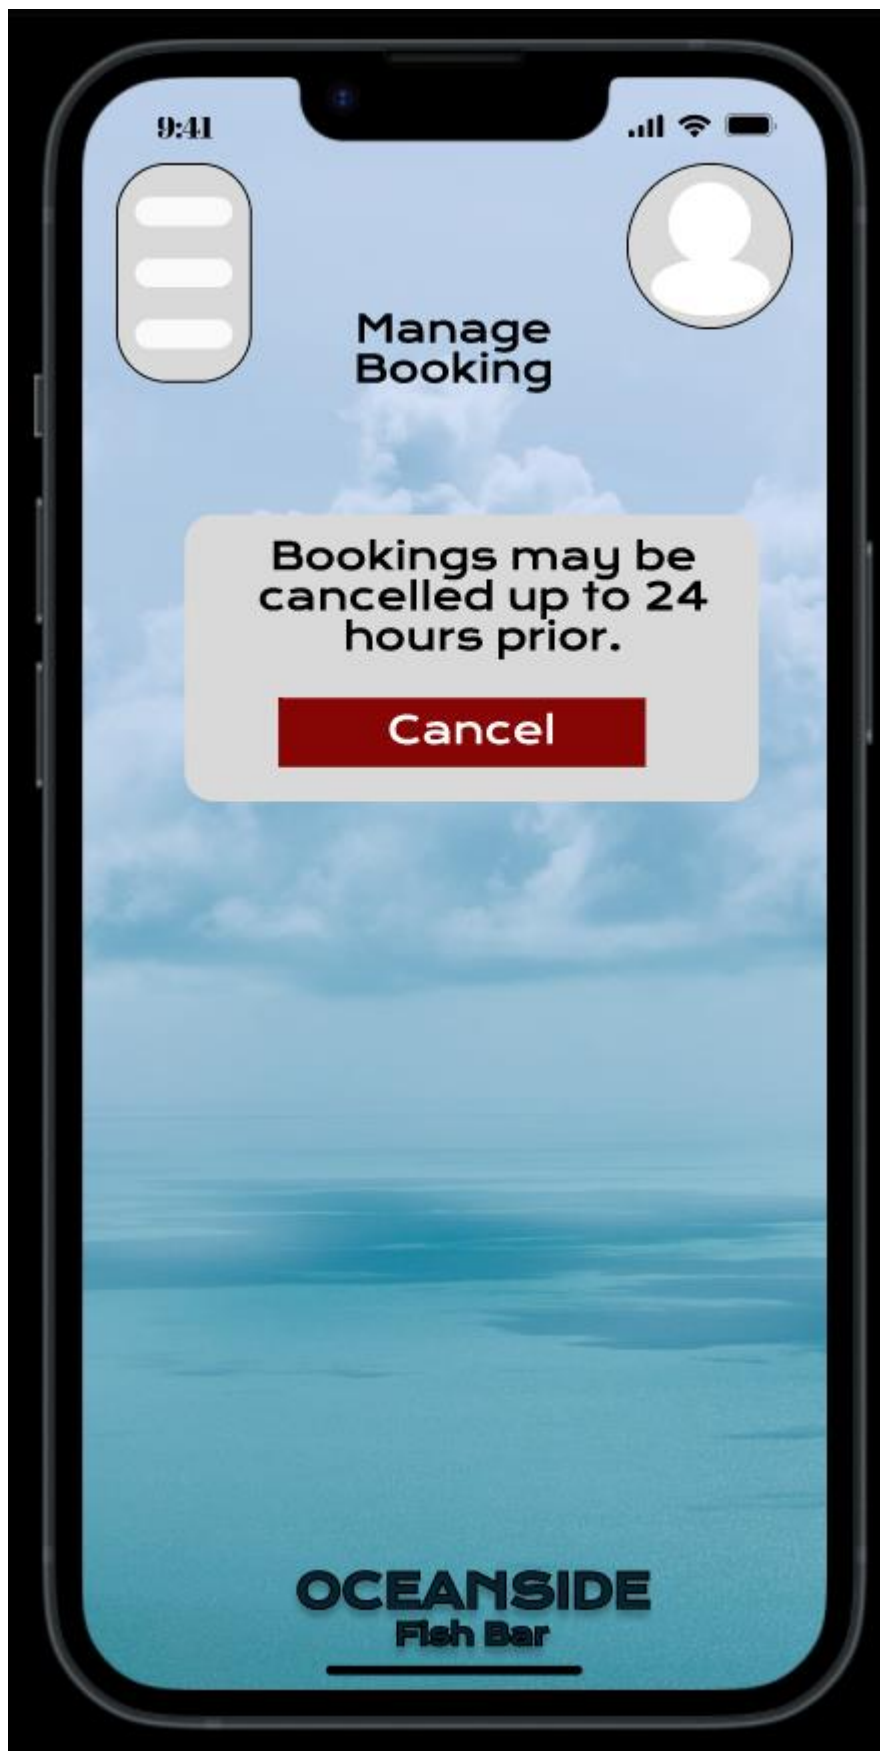 9:41
Manage
Booking
Bookings may be
cancelled up to 24
hours prior.
Cancel
OCEANSIDE
Fish Bar